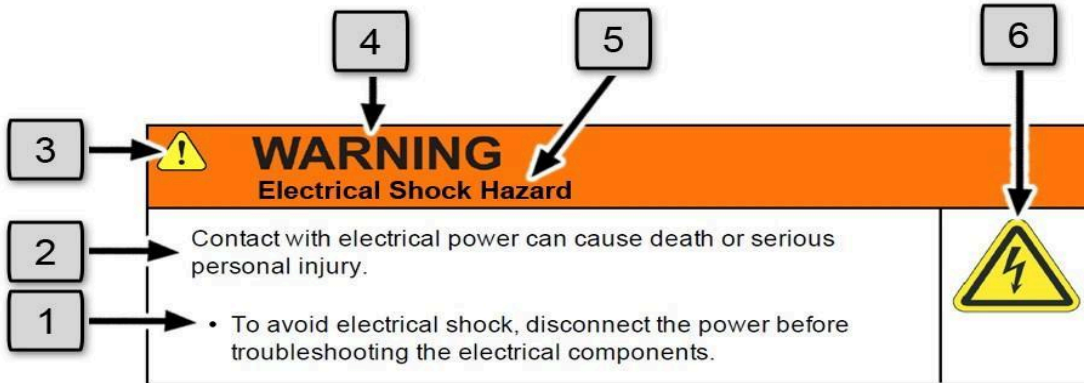 4 5 6
3 ! WARNING
Electrical Shock Hazard
2 Contact with electrical power can cause death or serious
personal injury.
1 • To avoid electrical shock, disconnect the power before
troubleshooting the electrical components.